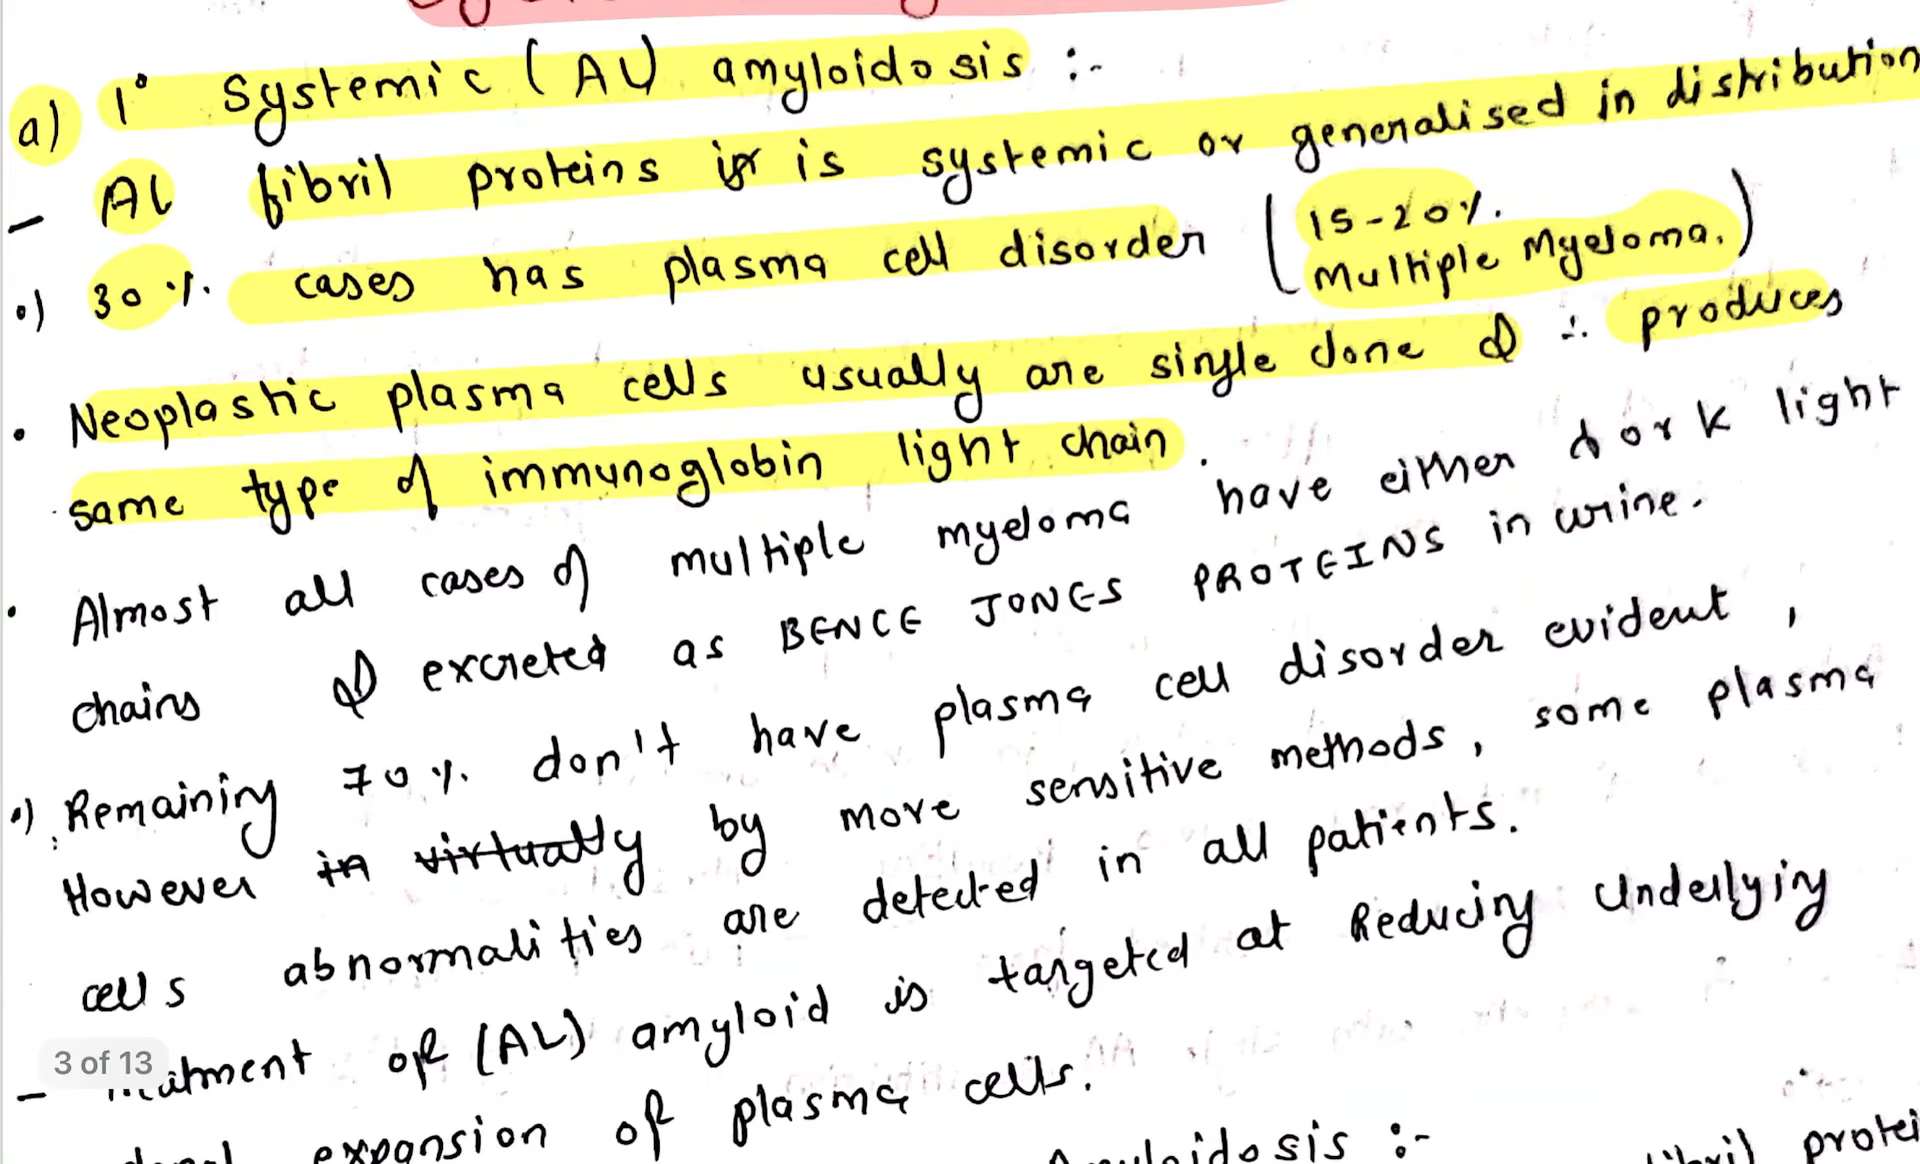 a) 1° Systemic (AL) amyloidosis :-
- AL fibril proteins is is systemic or generalised in distribution
•) 30%. cases has plasma cell disorder (15-20%. Multiple Myeloma.)
• Neoplastic plasma cells usually are single clone & ∴ produces
same type of immunoglobin light chain.
• Almost all cases of multiple myeloma have either λ or K light
chains & excreted as BENCE JONES PROTEINS in urine.
•) Remaining 70%. don't have plasma cell disorder evident,
However in virtually by more sensitive methods, some plasma
cells abnormalities are detected in all patients.
- of (AL) amyloid is targeted at Reducing Underlying
expansion of plasma cells.
Amyloidosis :-
fibril protei
3 of 13